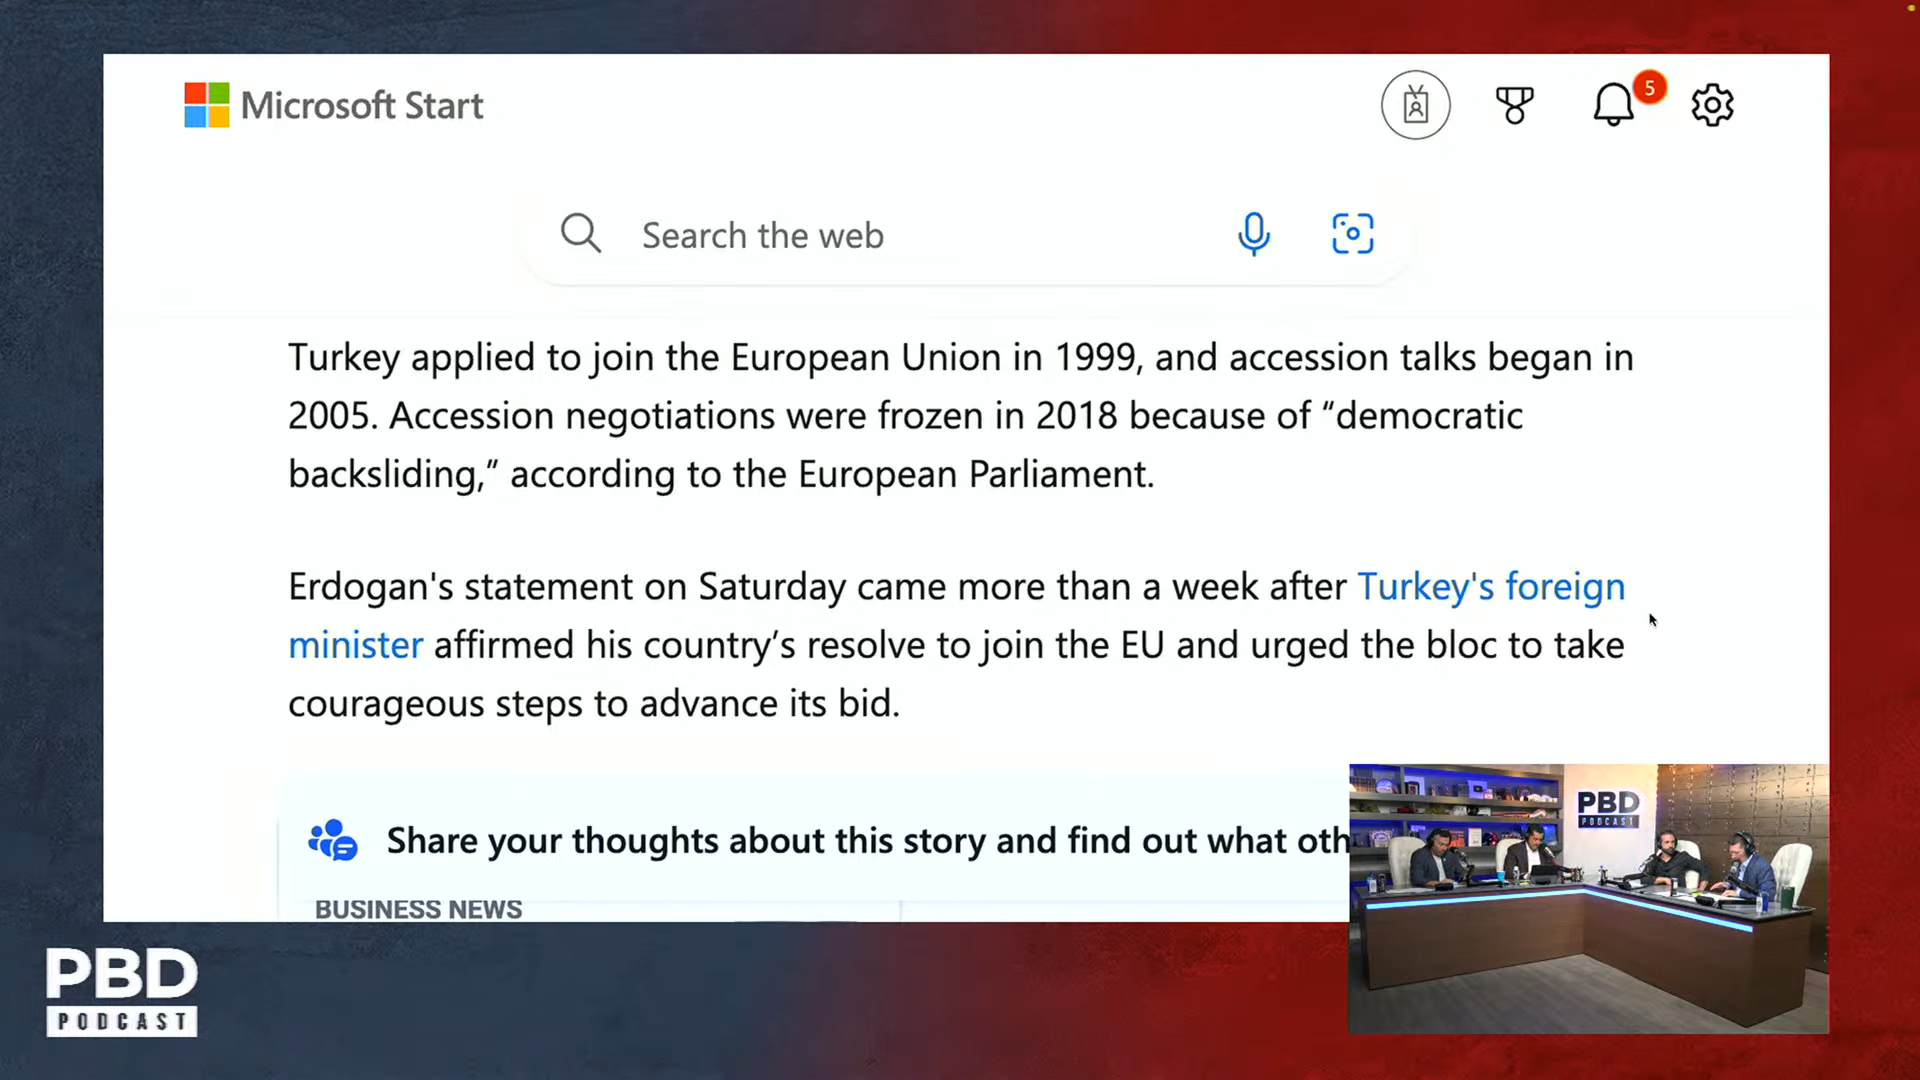 Microsoft Start
5
Search the web
Turkey applied to join the European Union in 1999, and accession talks began in
2005. Accession negotiations were frozen in 2018 because of “democratic
backsliding,” according to the European Parliament.
Erdogan's statement on Saturday came more than a week after Turkey's foreign
minister affirmed his country’s resolve to join the EU and urged the bloc to take
courageous steps to advance its bid.
Share your thoughts about this story and find out what oth
BUSINESS NEWS
PBD
PODCAST
PBD
PODCAST